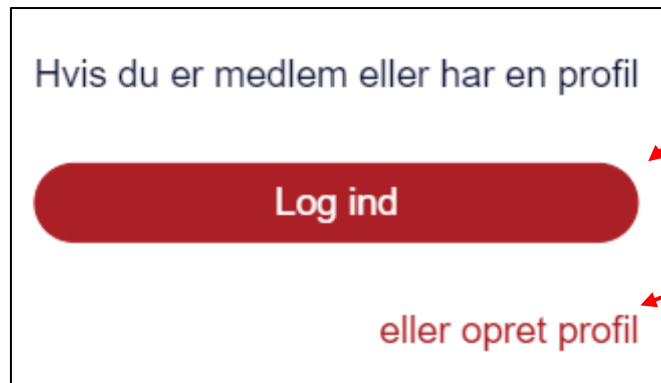 Hvis du er medlem eller har en profil
Log ind
eller opret profil